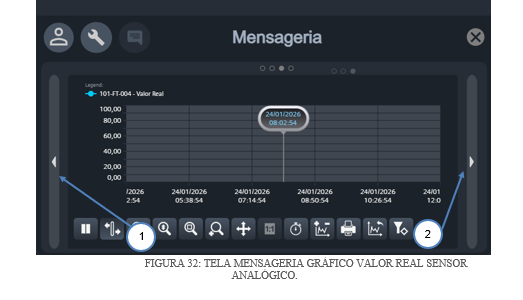 Mensageria
Legend:
101-FT-004 - Valor Real
24/01/2026
08:02:54
100,00
80,00
60,00
40,00
20,00
0,00
/2026 24/01/2026 24/01/2026 24/01/2026 24/01/2026 24/01
2:54 05:38:54 07:14:54 08:50:54 10:26:54 12:0
1
2
FIGURA 32: TELA MENSAGERIA GRÁFICO VALOR REAL SENSOR
ANALÓGICO.